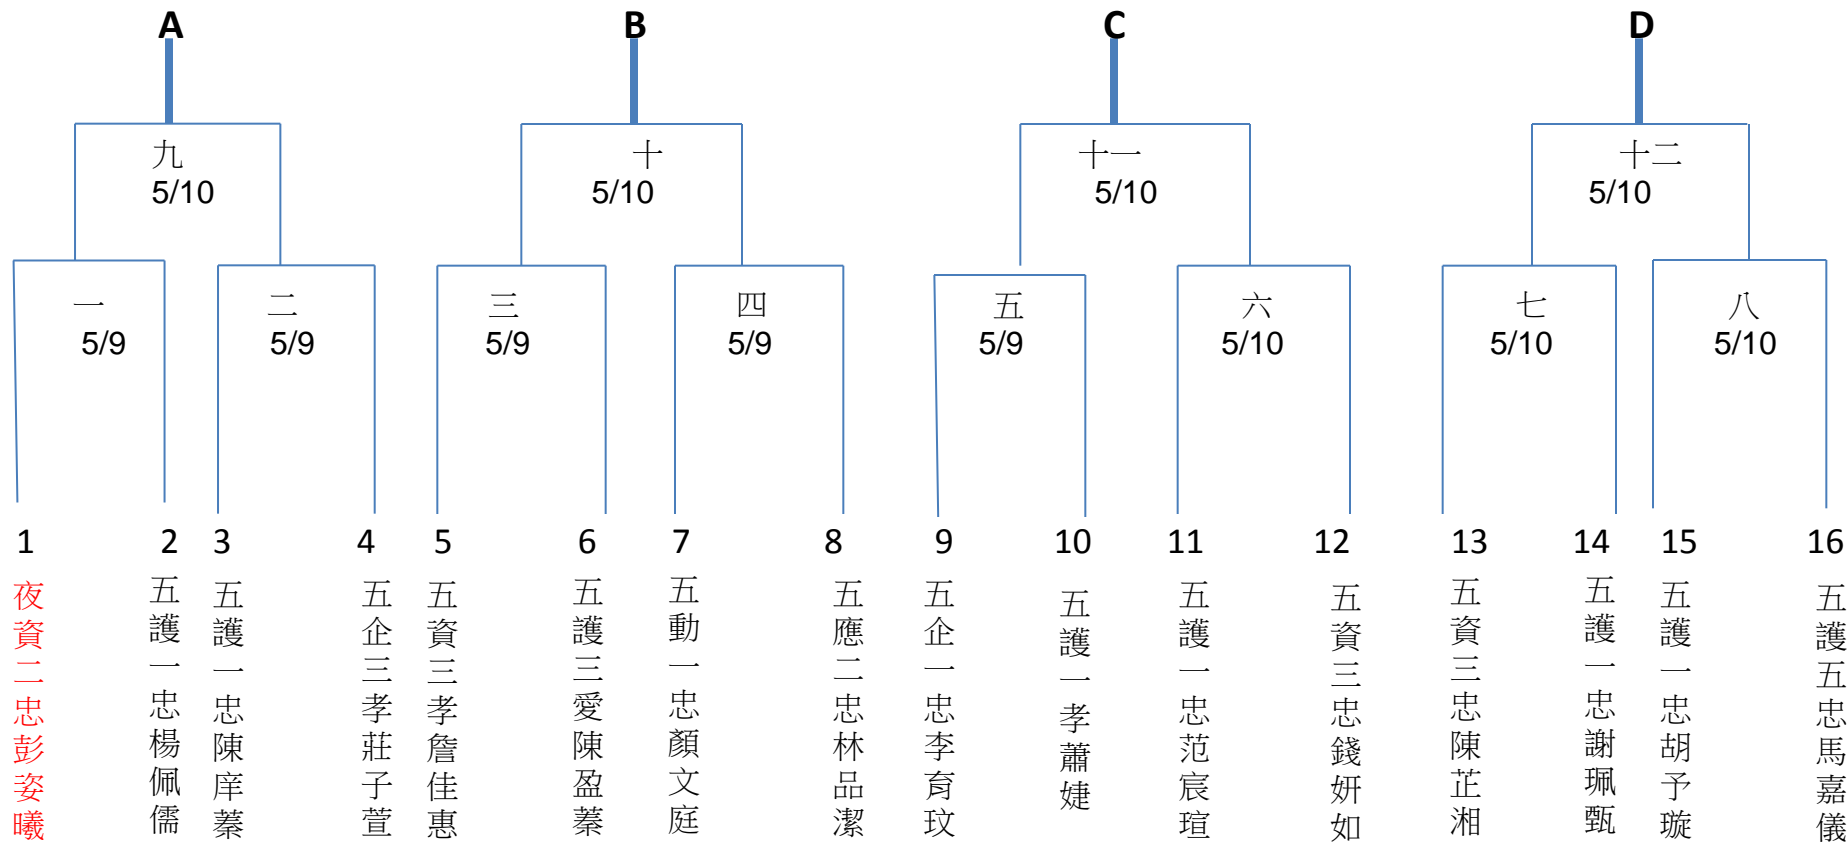 A
B
C
D
九
5/10
十
5/10
十一
5/10
十二
5/10
一
5/9
二
5/9
三
5/9
四
5/9
五
5/9
六
5/10
七
5/10
八
5/10
1
2
3
4
5
6
7
8
9
10
11
12
13
14
15
16
夜資二忠彭姿曦
五護一忠楊佩儒
五護一忠陳庠蓁
五企三孝莊子萱
五資三孝詹佳惠
五護三愛陳盈蓁
五動一忠顏文庭
五應二忠林品潔
五企一忠李育玟
五護一孝蕭婕
五護一忠范宸瑄
五資三忠錢妍如
五資三忠陳芷湘
五護一忠謝珮甄
五護一忠胡予璇
五護五忠馬嘉儀